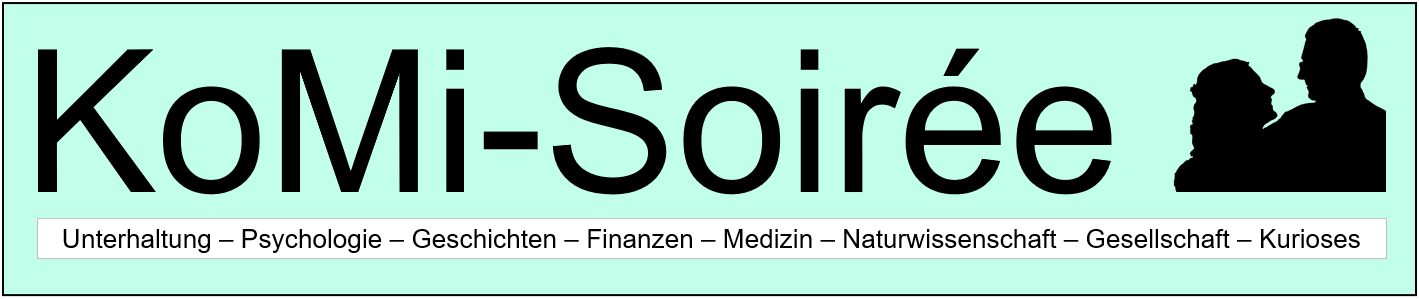 KoMi-Soirée
Unterhaltung – Psychologie – Geschichten – Finanzen – Medizin – Naturwissenschaft – Gesellschaft – Kurioses